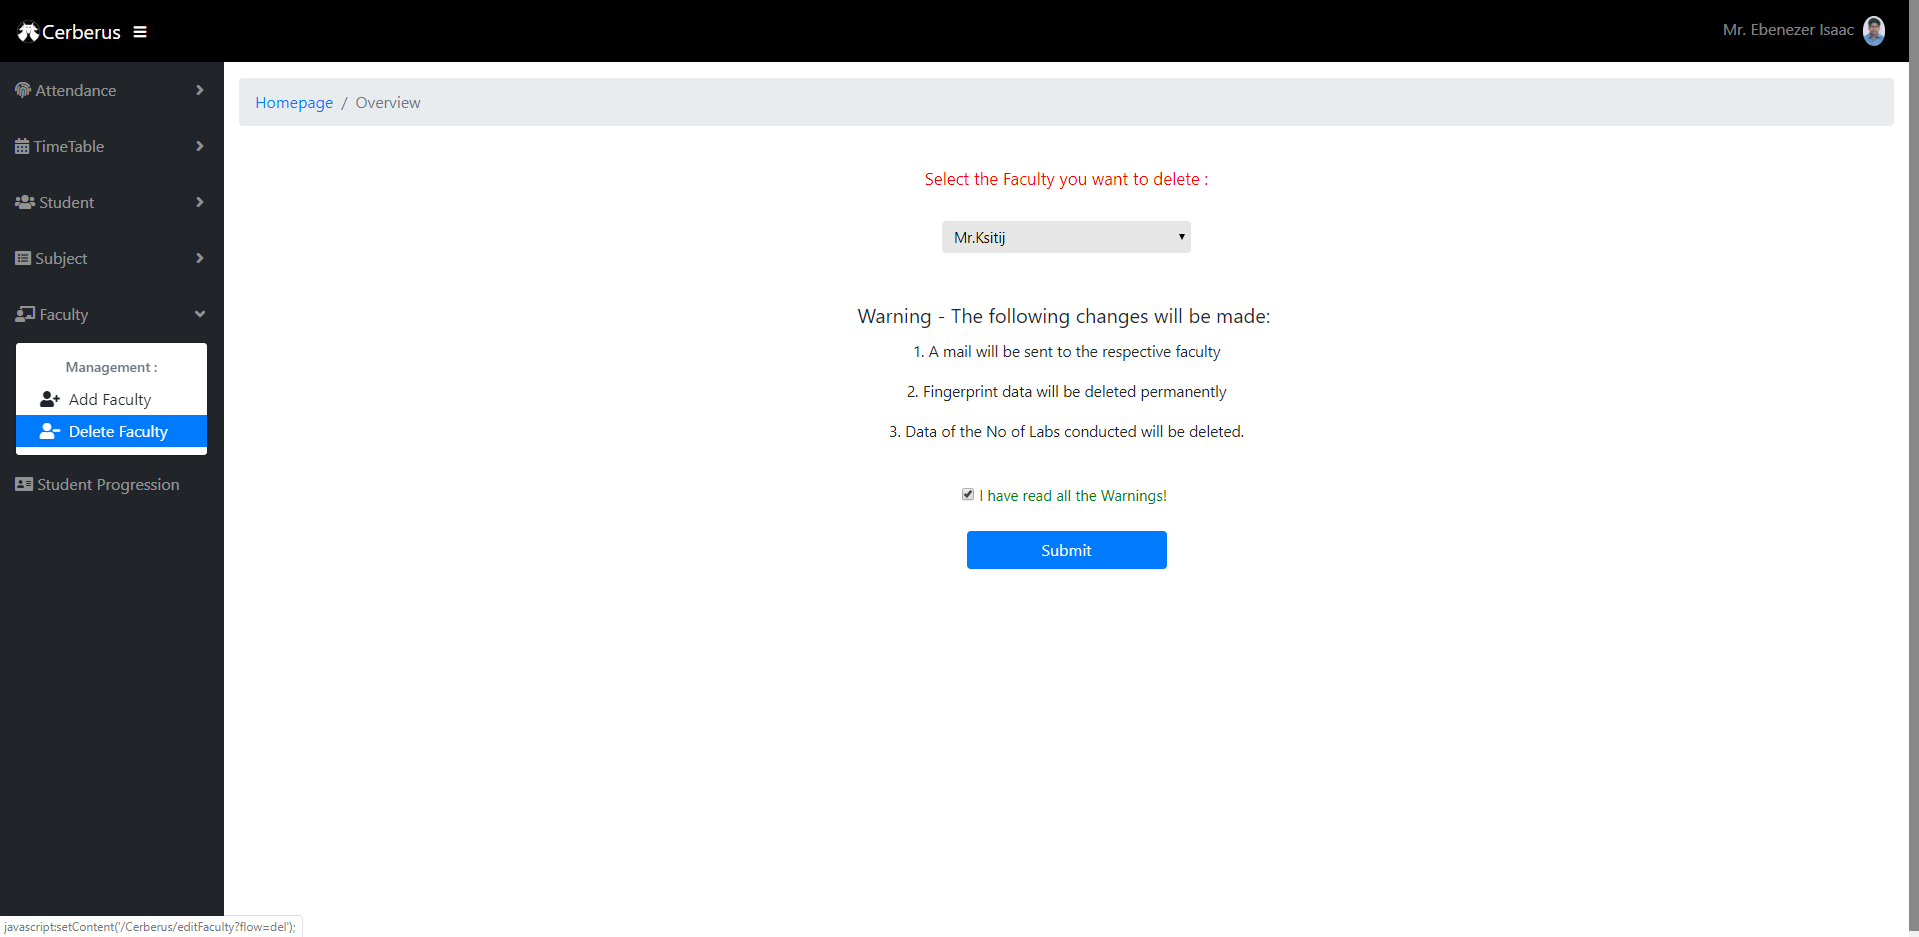 Cerberus
Mr. Ebenezer Isaac
Attendance
TimeTable
Student
Subject
Faculty
Management :
Add Faculty
Delete Faculty
Student Progression
Homepage / Overview
Select the Faculty you want to delete :
Mr.Ksitij
Warning - The following changes will be made:
1. A mail will be sent to the respective faculty
2. Fingerprint data will be deleted permanently
3. Data of the No of Labs conducted will be deleted.
I have read all the Warnings!
Submit
javascript:setContent('/Cerberus/editFaculty?flow=del');